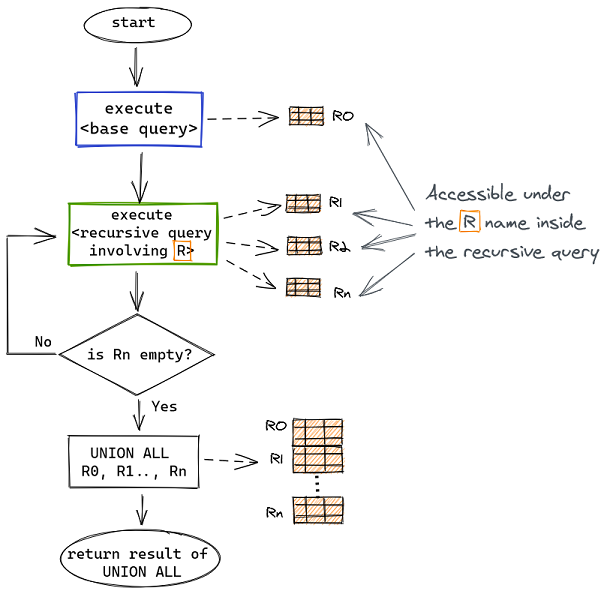 start
execute
<base query>
R0
execute
<recursive query
involving R>
R1
R2
Rn
Accessible under
the R name inside
the recursive query
No
is Rn empty?
Yes
UNION ALL
R0, R1.., Rn
R0
R1
Rn
return result of
UNION ALL